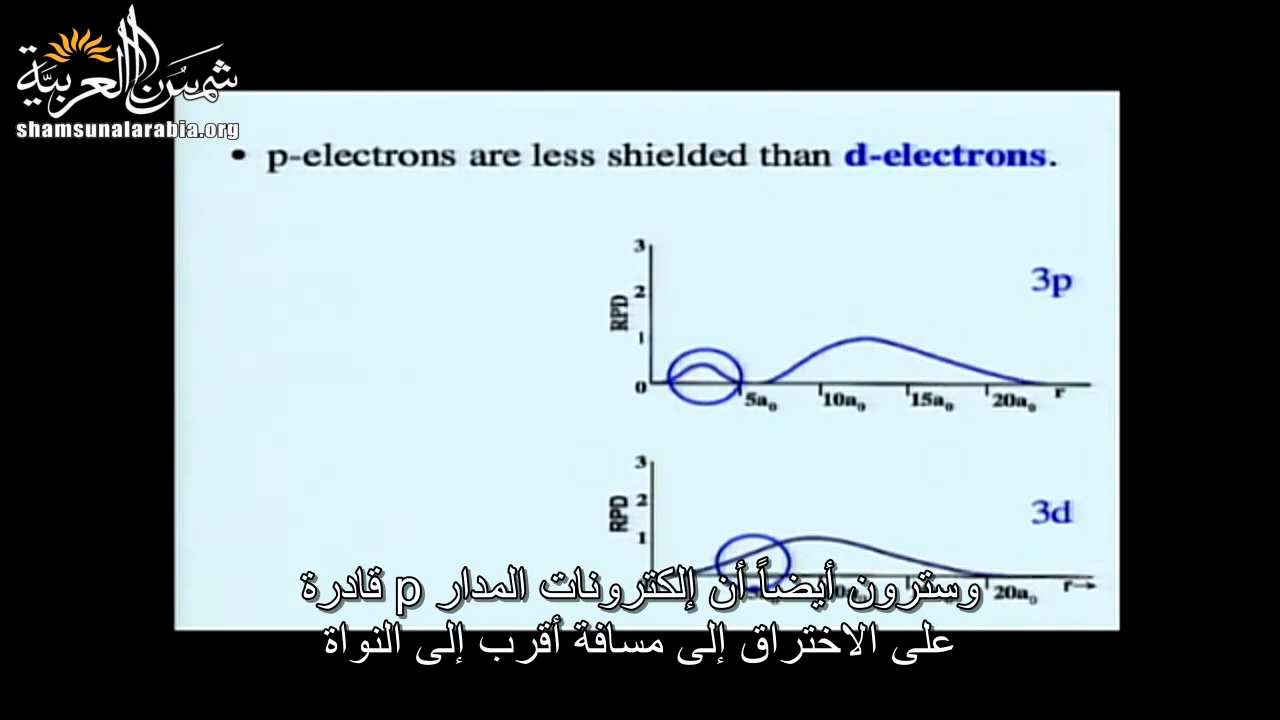 شمس العربية
shamsunalarabia.org
• p-electrons are less shielded than d-electrons.
3
2
1
0
RPD
3p
5a₀ 10a₀ 15a₀ 20a₀ r
3
2
1
RPD
3d
20a₀ r
وسترون أيضاً أن إلكترونات المدار p قادرة
على الاختراق إلى مسافة أقرب إلى النواة